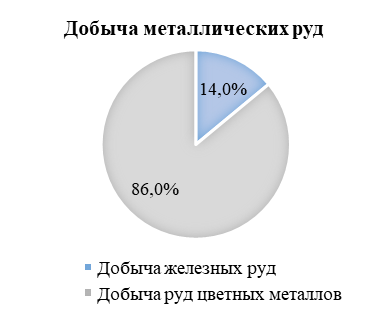 Добыча металлических руд
14,0%
86,0%
Добыча железных руд
Добыча руд цветных металлов